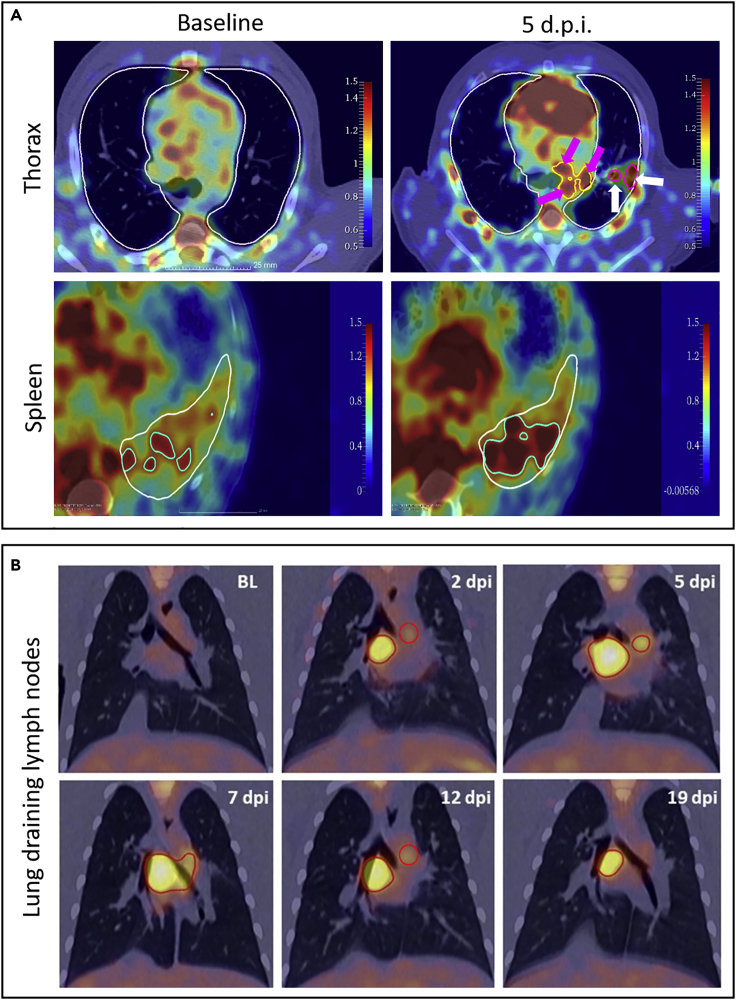 A
Baseline
5 d.p.i.
Thorax
1.5
1.4
1.2
1
0.8
0.6
0.5
25 mm
1.5
1.4
1.2
1
0.8
0.6
0.5
Spleen
1.5
1.2
0.8
0.4
0
1.5
1.2
0.8
0.4
-0.00568
B
Lung draining lymph nodes
BL
2 dpi
5 dpi
7 dpi
12 dpi
19 dpi